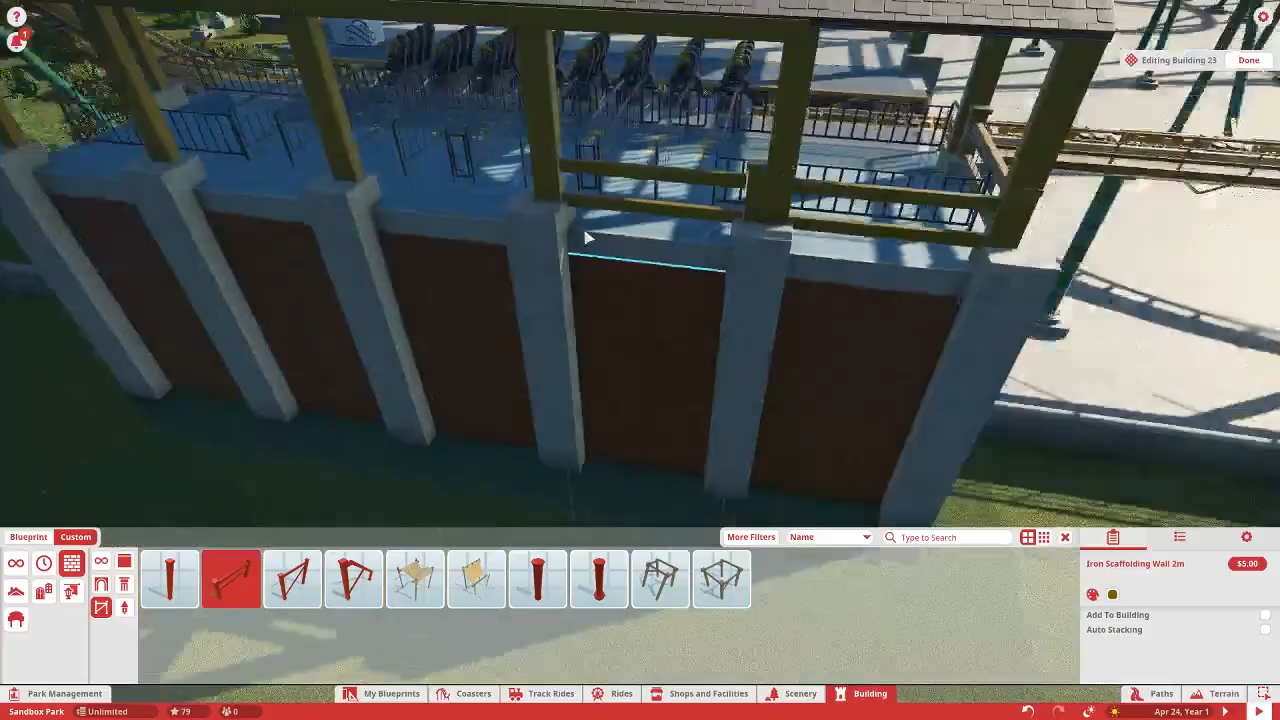 ?
1
Editing Building 23 Done
Blueprint Custom
More Filters Name Type to Search
Iron Scaffolding Wall 2m $5.00
Add To Building
Auto Stacking
Park Management My Blueprints Coasters Track Rides Rides Shops and Facilities Scenery Building Paths Terrain
Sandbox Park Unlimited 79 0 Apr 24, Year 1